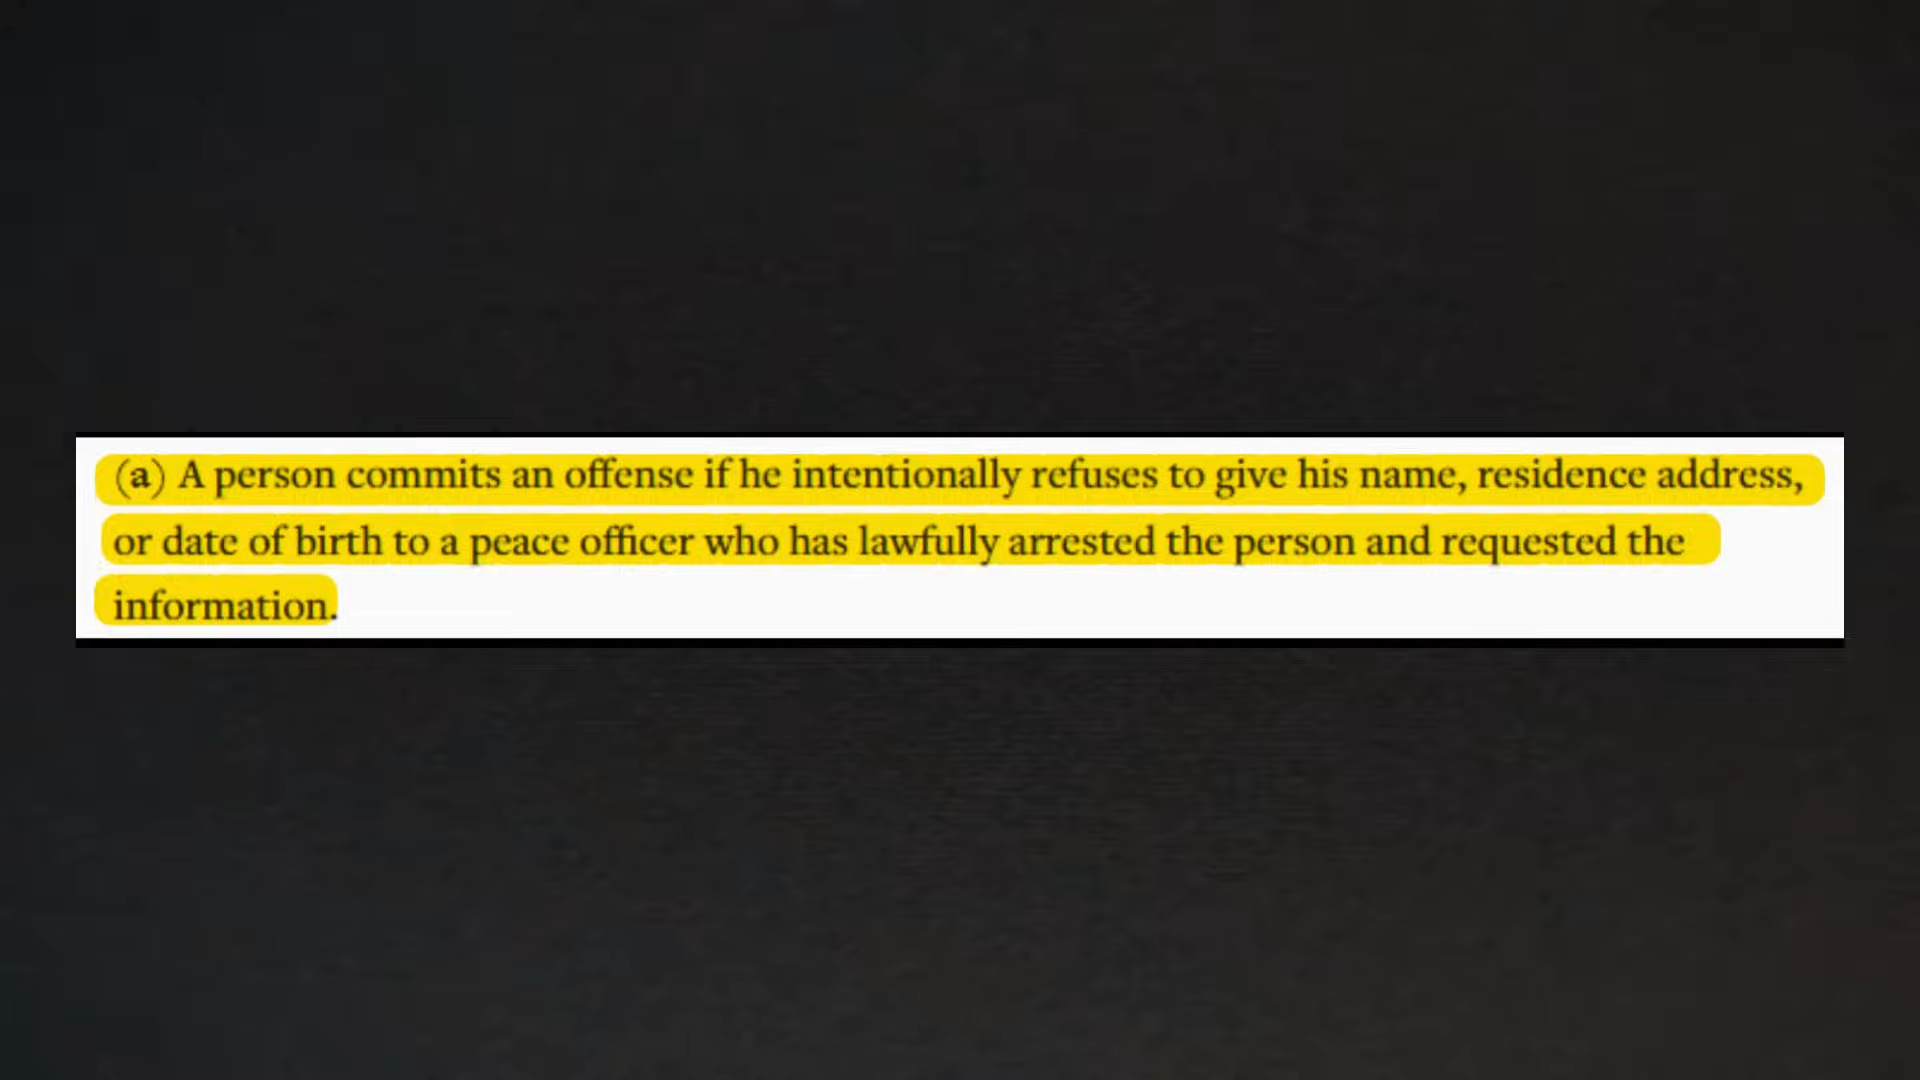 (a) A person commits an offense if he intentionally refuses to give his name, residence address,
or date of birth to a peace officer who has lawfully arrested the person and requested the
information.